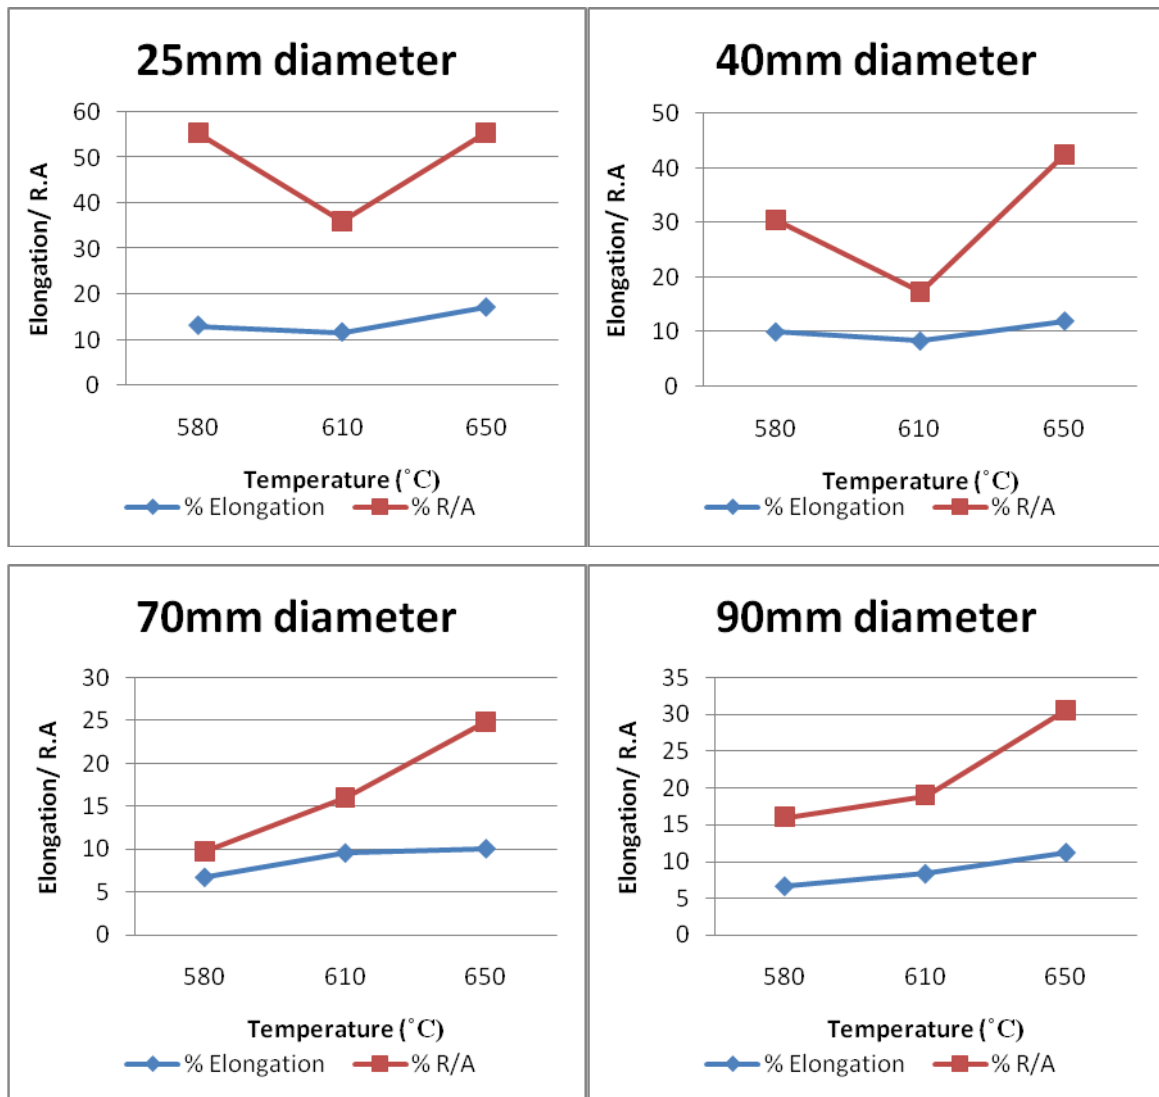 25mm diameter
60
50
40
30
20
10
0
Elongation/ R.A
580 610 650
Temperature (˚C)
% Elongation % R/A
40mm diameter
50
40
30
20
10
0
Elongation/ R.A
580 610 650
Temperature (˚C)
% Elongation % R/A
70mm diameter
30
25
20
15
10
5
0
Elongation/ R.A
580 610 650
Temperature (˚C)
% Elongation % R/A
90mm diameter
35
30
25
20
15
10
5
0
Elongation/ R.A
580 610 650
Temperature (˚C)
% Elongation % R/A